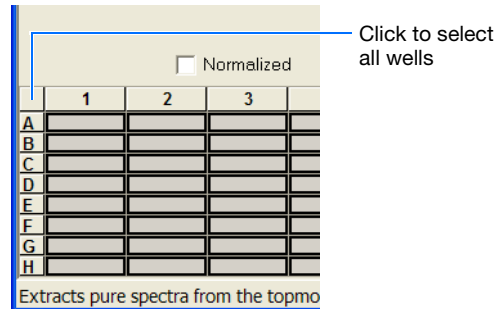 Click to select
all wells
Normalized
1 2 3
A
B
C
D
E
F
G
H
Extracts pure spectra from the topmo